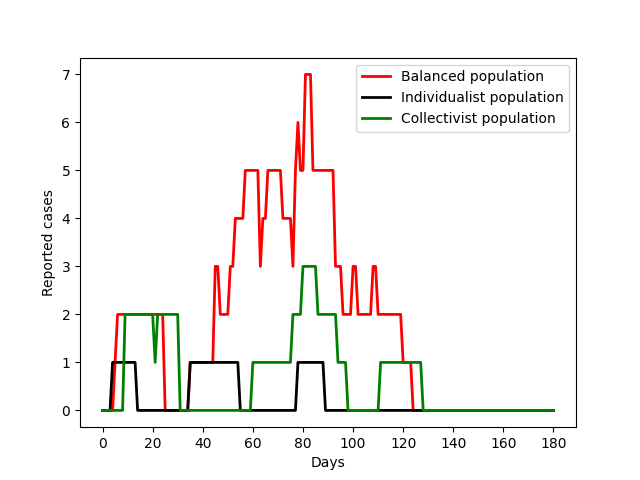 7
6
5
4
3
2
1
0
Reported cases
Balanced population
Individualist population
Collectivist population
0 20 40 60 80 100 120 140 160 180
Days